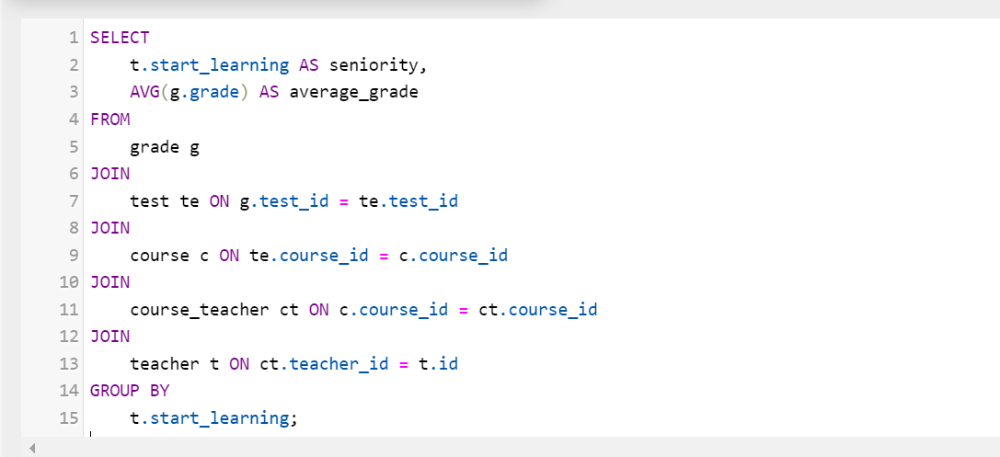 1 SELECT
2 t.start_learning AS seniority,
3 AVG(g.grade) AS average_grade
4 FROM
5 grade g
6 JOIN
7 test te ON g.test_id = te.test_id
8 JOIN
9 course c ON te.course_id = c.course_id
10 JOIN
11 course_teacher ct ON c.course_id = ct.course_id
12 JOIN
13 teacher t ON ct.teacher_id = t.id
14 GROUP BY
15 t.start_learning;